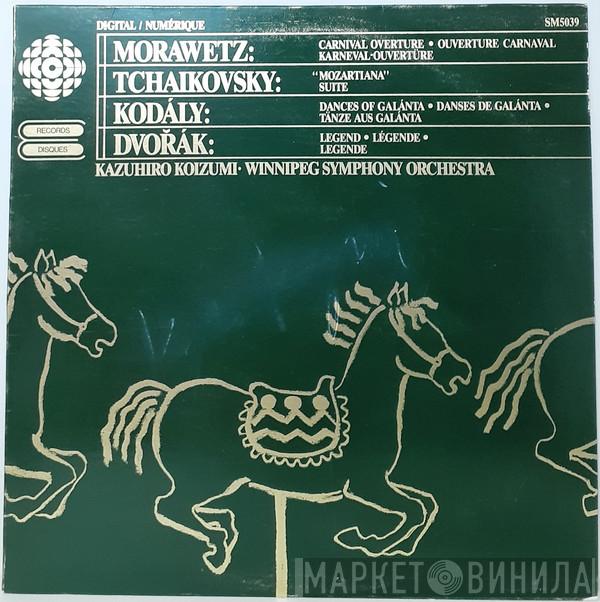 DIGITAL / NUMÉRIQUE
SM5039
MORAWETZ:
CARNIVAL OVERTURE • OUVERTURE CARNAVAL
KARNEVAL-OUVERTÜRE
TCHAIKOVSKY:
"MOZARTIANA"
SUITE
KODÁLY:
DANCES OF GALÁNTA • DANSES DE GALÁNTA •
TÄNZE AUS GALÁNTA
DVOŘÁK:
LEGEND • LÉGENDE •
LEGENDE
RECORDS
DISQUES
KAZUHIRO KOIZUMI • WINNIPEG SYMPHONY ORCHESTRA
МАРКЕТ ВИНИЛА